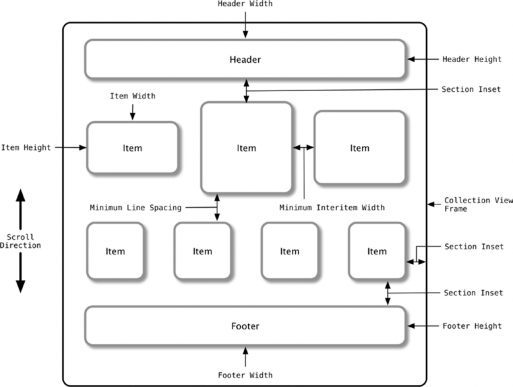 Header Width
Header
Header Height
Section Inset
Item Width
Item Height
Item
Item
Item
Minimum Line Spacing
Minimum Interitem Width
Collection View
Frame
Scroll
Direction
Item
Item
Item
Item
Section Inset
Section Inset
Footer
Footer Height
Footer Width